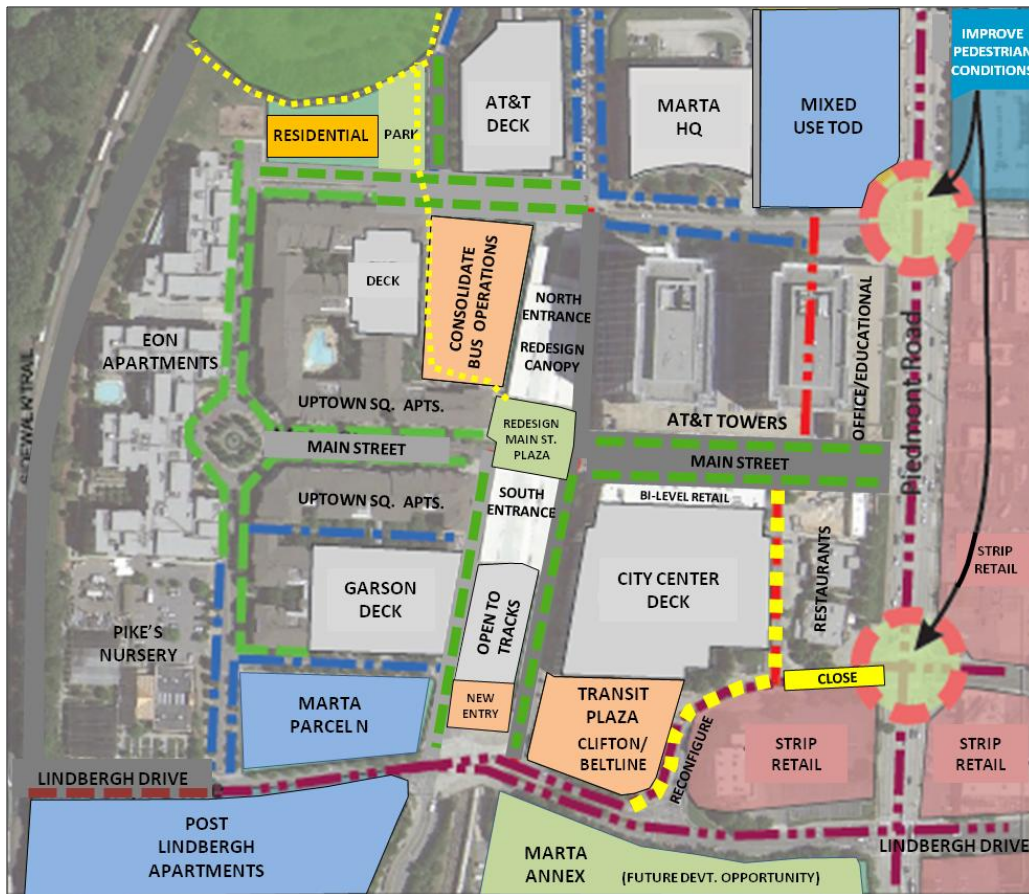 IMPROVE
PEDESTRIAN
CONDITIONS
AT&T
DECK
MARTA
HQ
MIXED
USE TOD
RESIDENTIAL
PARK
DECK
CONSOLIDATE
BUS OPERATIONS
NORTH
ENTRANCE
REDESIGN
CANOPY
EON
APARTMENTS
OFFICE/EDUCATIONAL
Piedmont Road
SIDEWALK/TRAIL
UPTOWN SQ. APTS.
REDESIGN
MAIN ST.
PLAZA
AT&T TOWERS
MAIN STREET
MAIN STREET
UPTOWN SQ. APTS.
SOUTH
ENTRANCE
BI-LEVEL RETAIL
RESTAURANTS
STRIP
RETAIL
GARSON
DECK
OPEN TO
TRACKS
CITY CENTER
DECK
PIKE'S
NURSERY
CLOSE
MARTA
PARCEL N
NEW
ENTRY
TRANSIT
PLAZA
CLIFTON/
BELTLINE
RECONFIGURE
STRIP
RETAIL
STRIP
RETAIL
LINDBERGH DRIVE
POST
LINDBERGH
APARTMENTS
LINDBERGH DRIVE
MARTA
ANNEX (FUTURE DEVT. OPPORTUNITY)